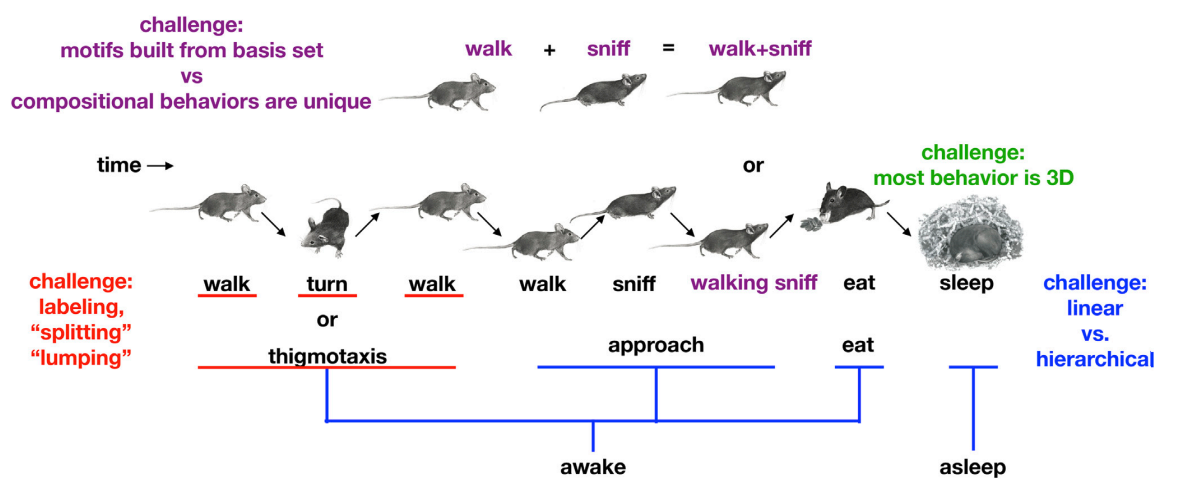 challenge:
motifs built from basis set
vs
compositional behaviors are unique
walk + sniff = walk+sniff
time
or
challenge:
most behavior is 3D
challenge:
labeling,
“splitting”
“lumping”
walk turn walk walk sniff walking sniff eat sleep
or
thigmotaxis approach eat
challenge:
linear
vs.
hierarchical
awake asleep